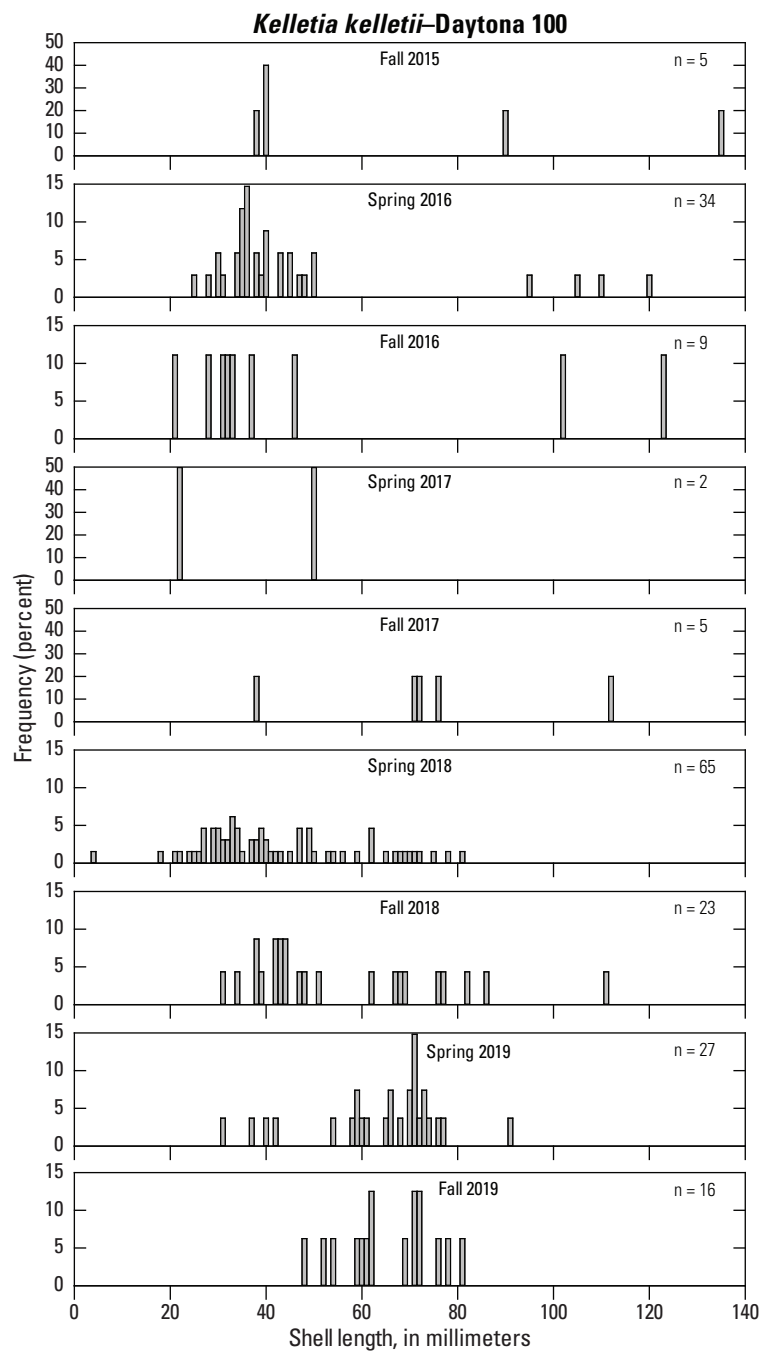 Kelletia kelletii–Daytona 100
Fall 2015
n = 5
50
40
30
20
10
0
Spring 2016
n = 34
15
10
5
0
Fall 2016
n = 9
15
10
5
0
Spring 2017
n = 2
50
40
30
20
10
0
Fall 2017
n = 5
50
40
30
20
10
0
Spring 2018
n = 65
15
10
5
0
Fall 2018
n = 23
15
10
5
0
Spring 2019
n = 27
15
10
5
0
Fall 2019
n = 16
15
10
5
0
Frequency (percent)
0 20 40 60 80 100 120 140
Shell length, in millimeters